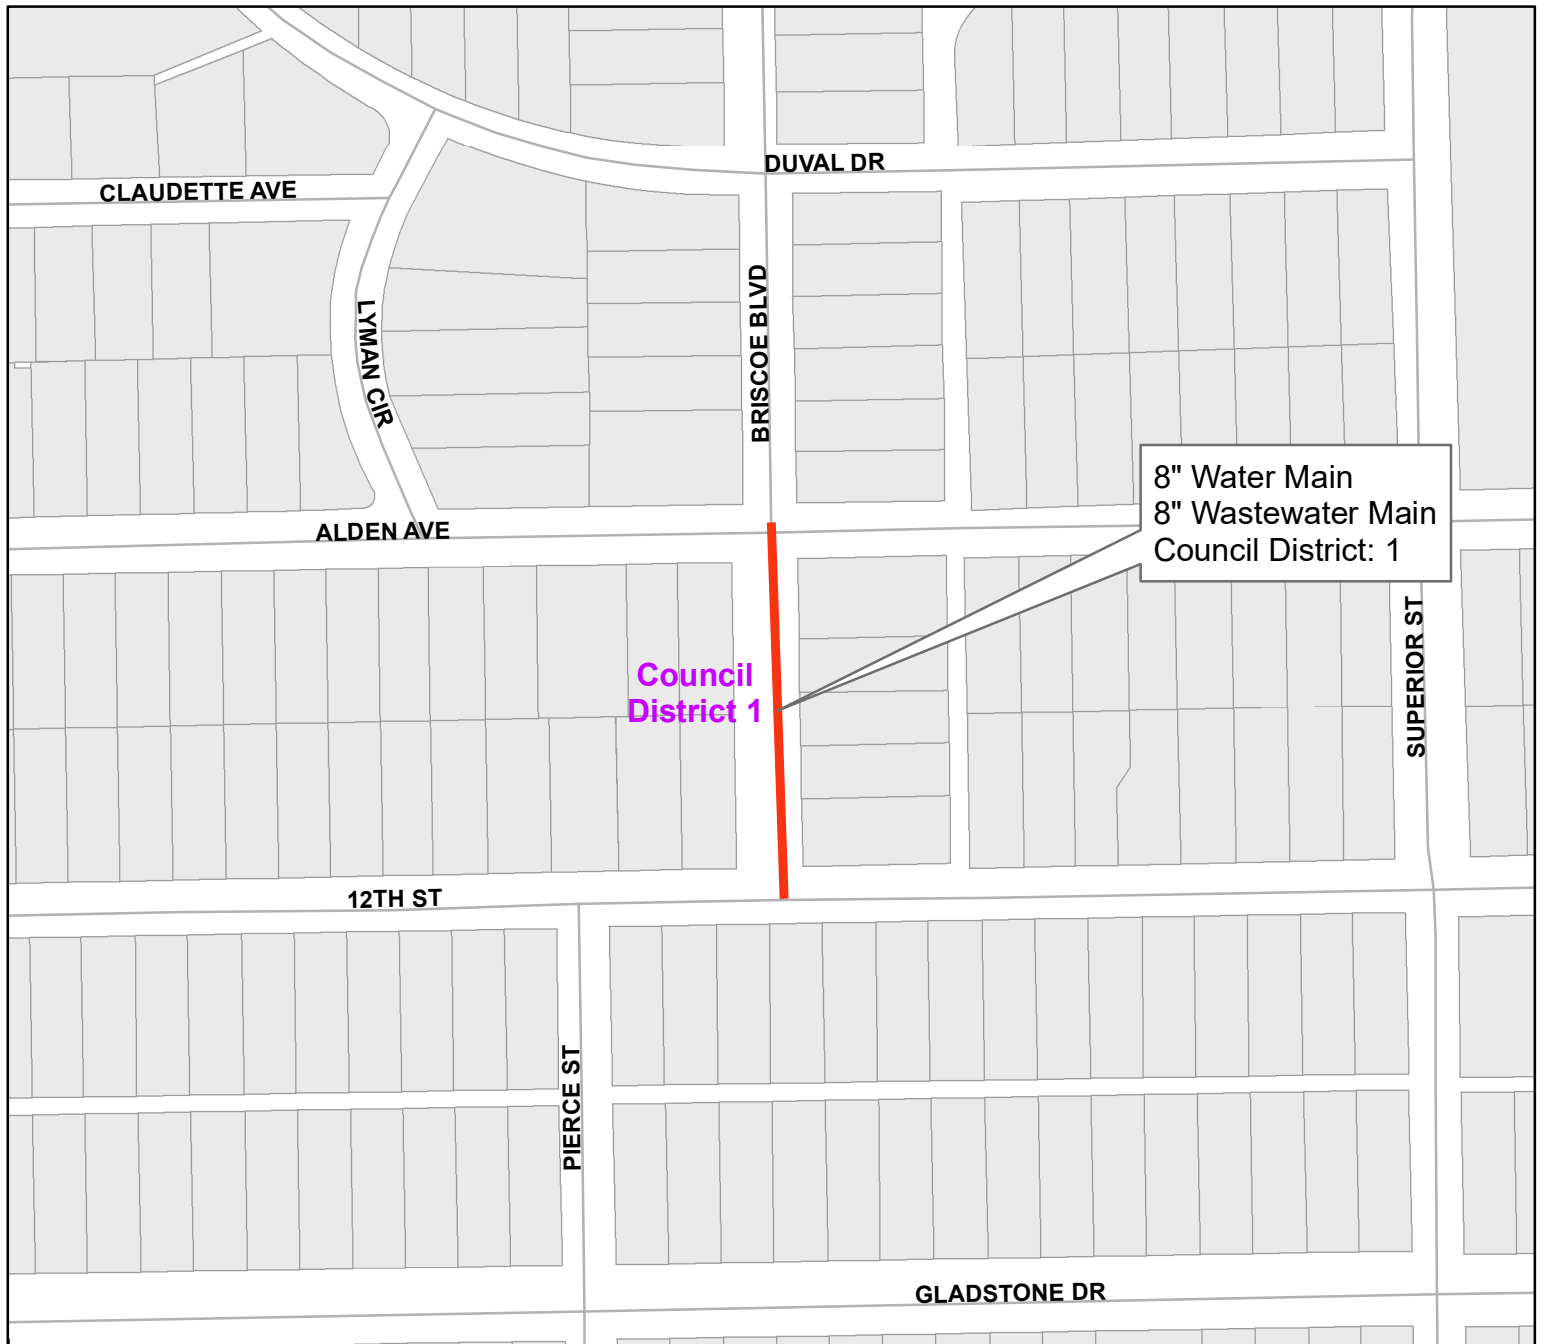 DUVAL DR
CLAUDETTE AVE
BRISCOE BLVD
LYMAN CIR
8" Water Main
8" Wastewater Main
Council District: 1
ALDEN AVE
SUPERIOR ST
Council
District 1
12TH ST
PIERCE ST
GLADSTONE DR